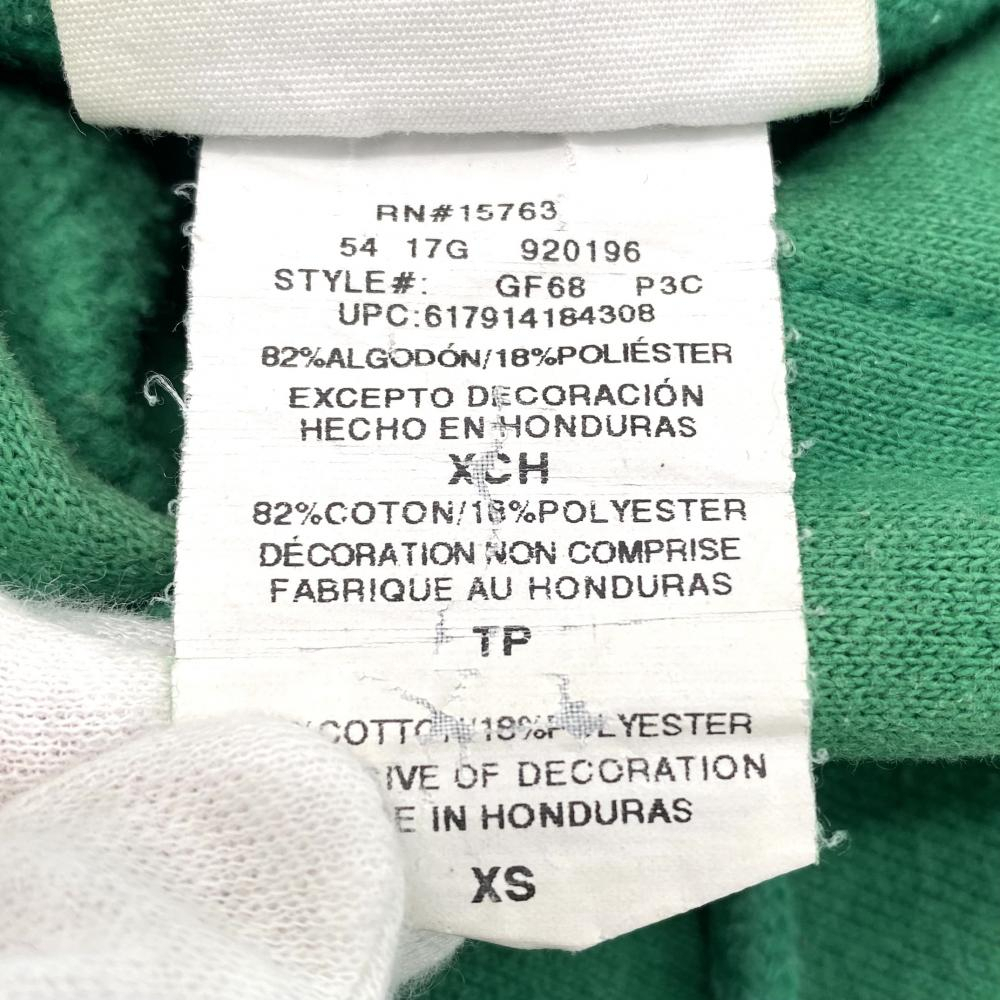 RN#15763
54 17G 920196
STYLE#: GF68 P3C
UPC:617914184308
82%ALGODÓN/18%POLIÉSTER
EXCEPTO DECORACIÓN
HECHO EN HONDURAS
XCH
82%COTON/18%POLYESTER
DÉCORATION NON COMPRISE
FABRIQUE AU HONDURAS
TP
COTTON/18%POLYESTER
IVE OF DECORATION
E IN HONDURAS
XS